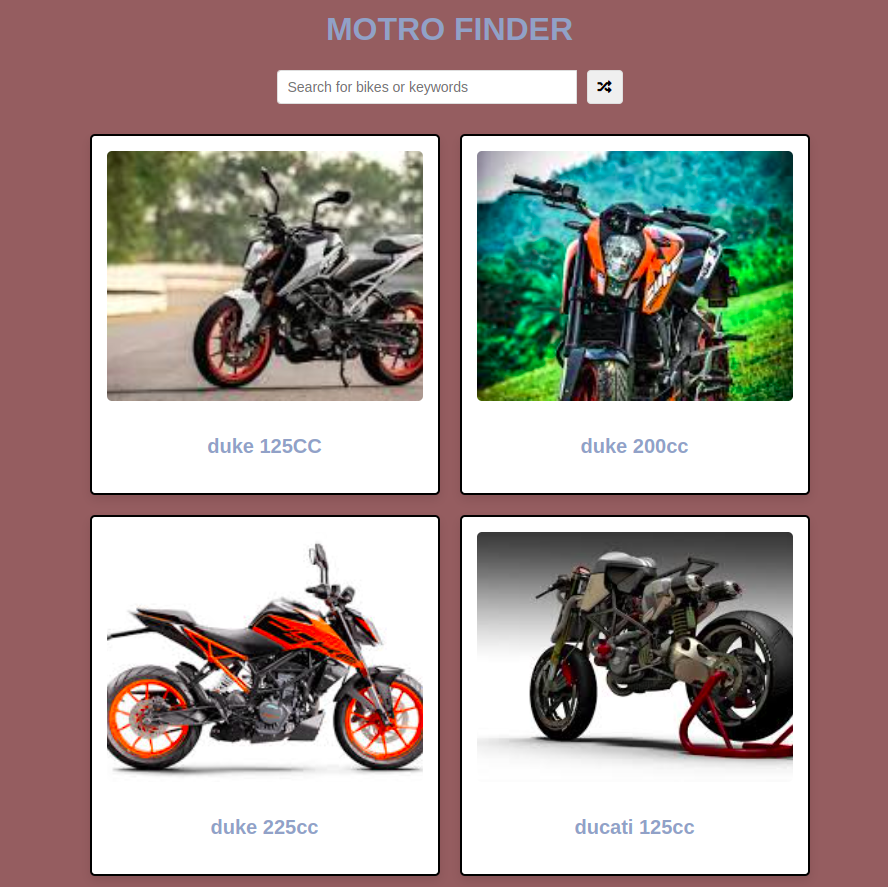 MOTRO FINDER
Search for bikes or keywords
duke 125CC
duke 200cc
duke 225cc
ducati 125cc